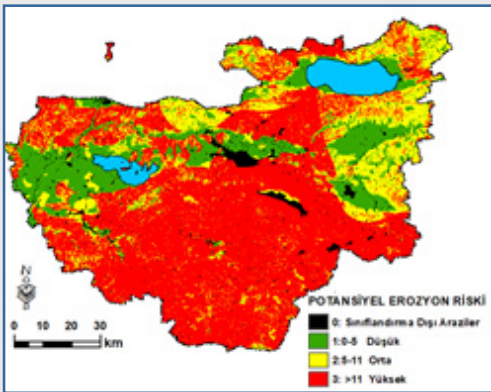 N
0 10 20 30
km
POTANSİYEL EROZYON RİSKİ
0: Sınıflandırma Dışı Araziler
1:0-5 Düşük
2:5-11 Orta
3: >11 Yüksek